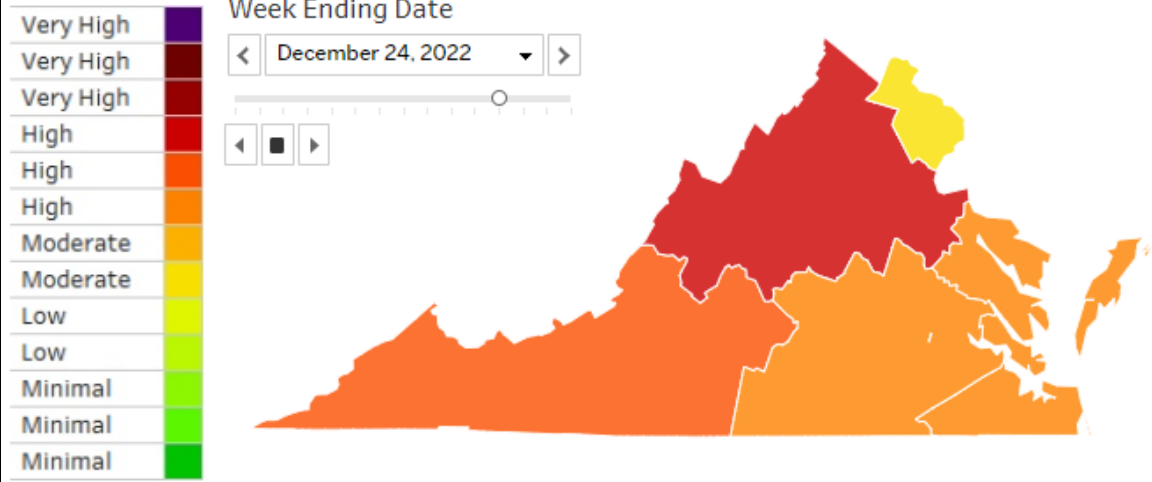 Week Ending Date
December 24, 2022
Very High
Very High
Very High
High
High
High
Moderate
Moderate
Low
Low
Minimal
Minimal
Minimal